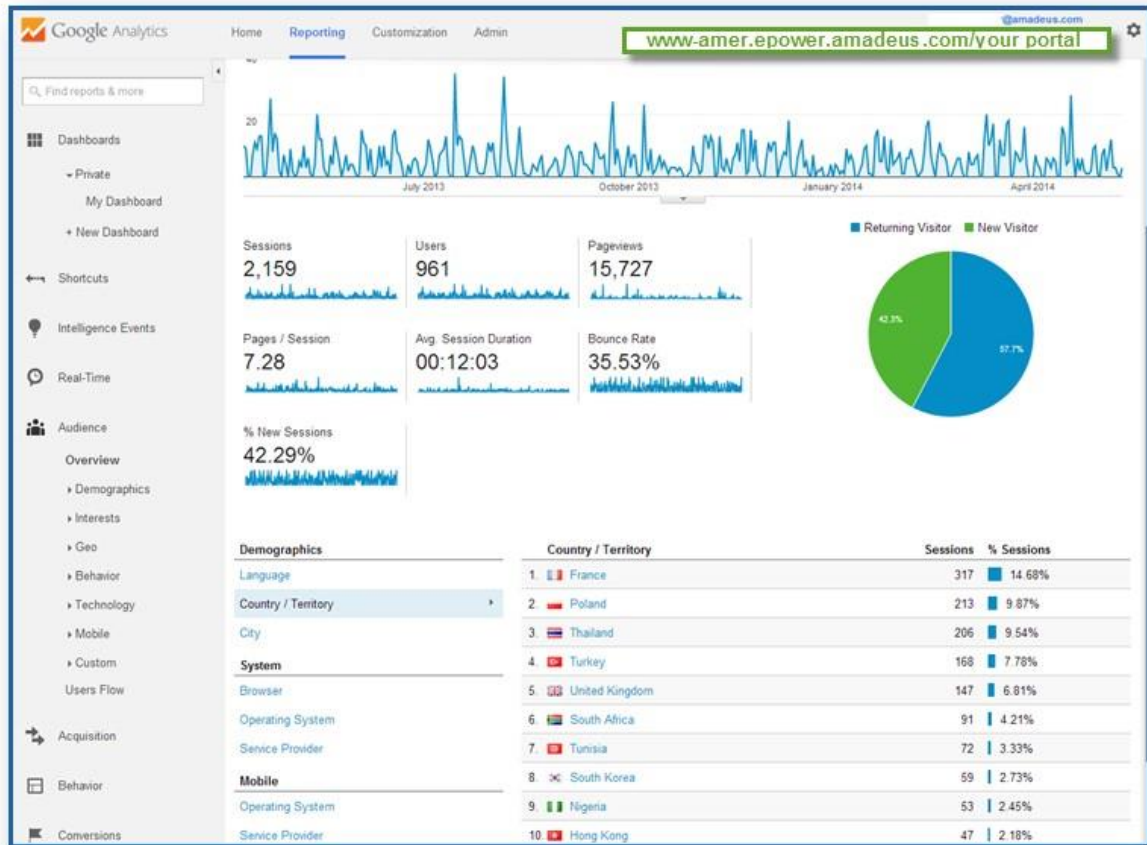 Google Analytics
Home Reporting Customization Admin
@amadeus.com
www-amer.epower.amadeus.com/your portal
Find reports & more
Dashboards
Private
My Dashboard
+ New Dashboard
Shortcuts
Intelligence Events
Real-Time
Audience
Overview
Demographics
Interests
Geo
Behavior
Technology
Mobile
Custom
Users Flow
Acquisition
Behavior
Conversions
40
20
July 2013 October 2013 January 2014 April 2014
Returning Visitor New Visitor
42.3%
57.7%
Sessions Users Pageviews
2,159 961 15,727
Pages / Session Avg. Session Duration Bounce Rate
7.28 00:12:03 35.53%
% New Sessions
42.29%
Demographics
Language
Country / Territory
City
System
Browser
Operating System
Service Provider
Mobile
Operating System
Service Provider
Country / Territory Sessions % Sessions
1. France 317 14.68%
2. Poland 213 9.87%
3. Thailand 206 9.54%
4. Turkey 168 7.78%
5. United Kingdom 147 6.81%
6. South Africa 91 4.21%
7. Tunisia 72 3.33%
8. South Korea 59 2.73%
9. Nigeria 53 2.45%
10. Hong Kong 47 2.18%